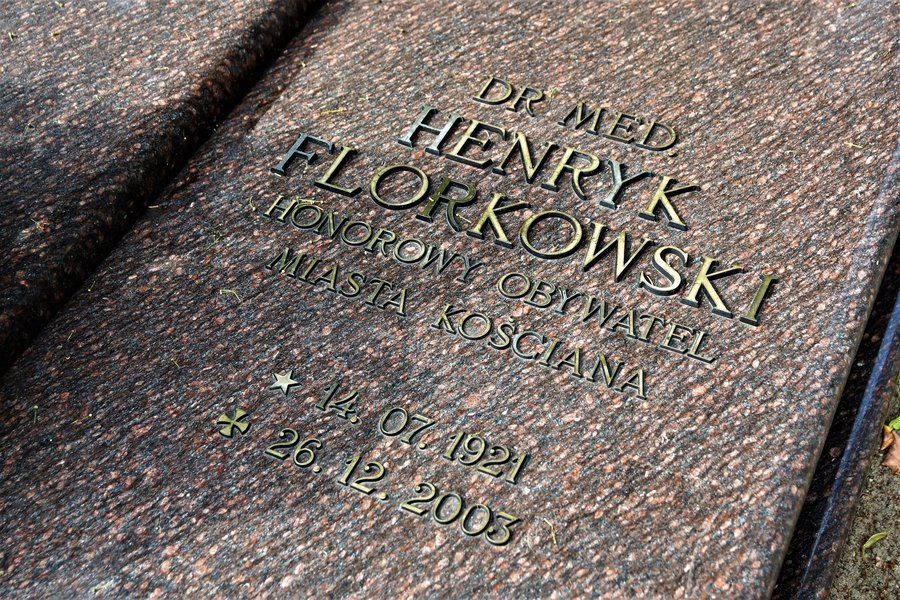 DR MED.
HENRYK
FLORKOWSKI
HONOROWY OBYWATEL
MIASTA KOŚCIANA
14. 07. 1921
26. 12. 2003